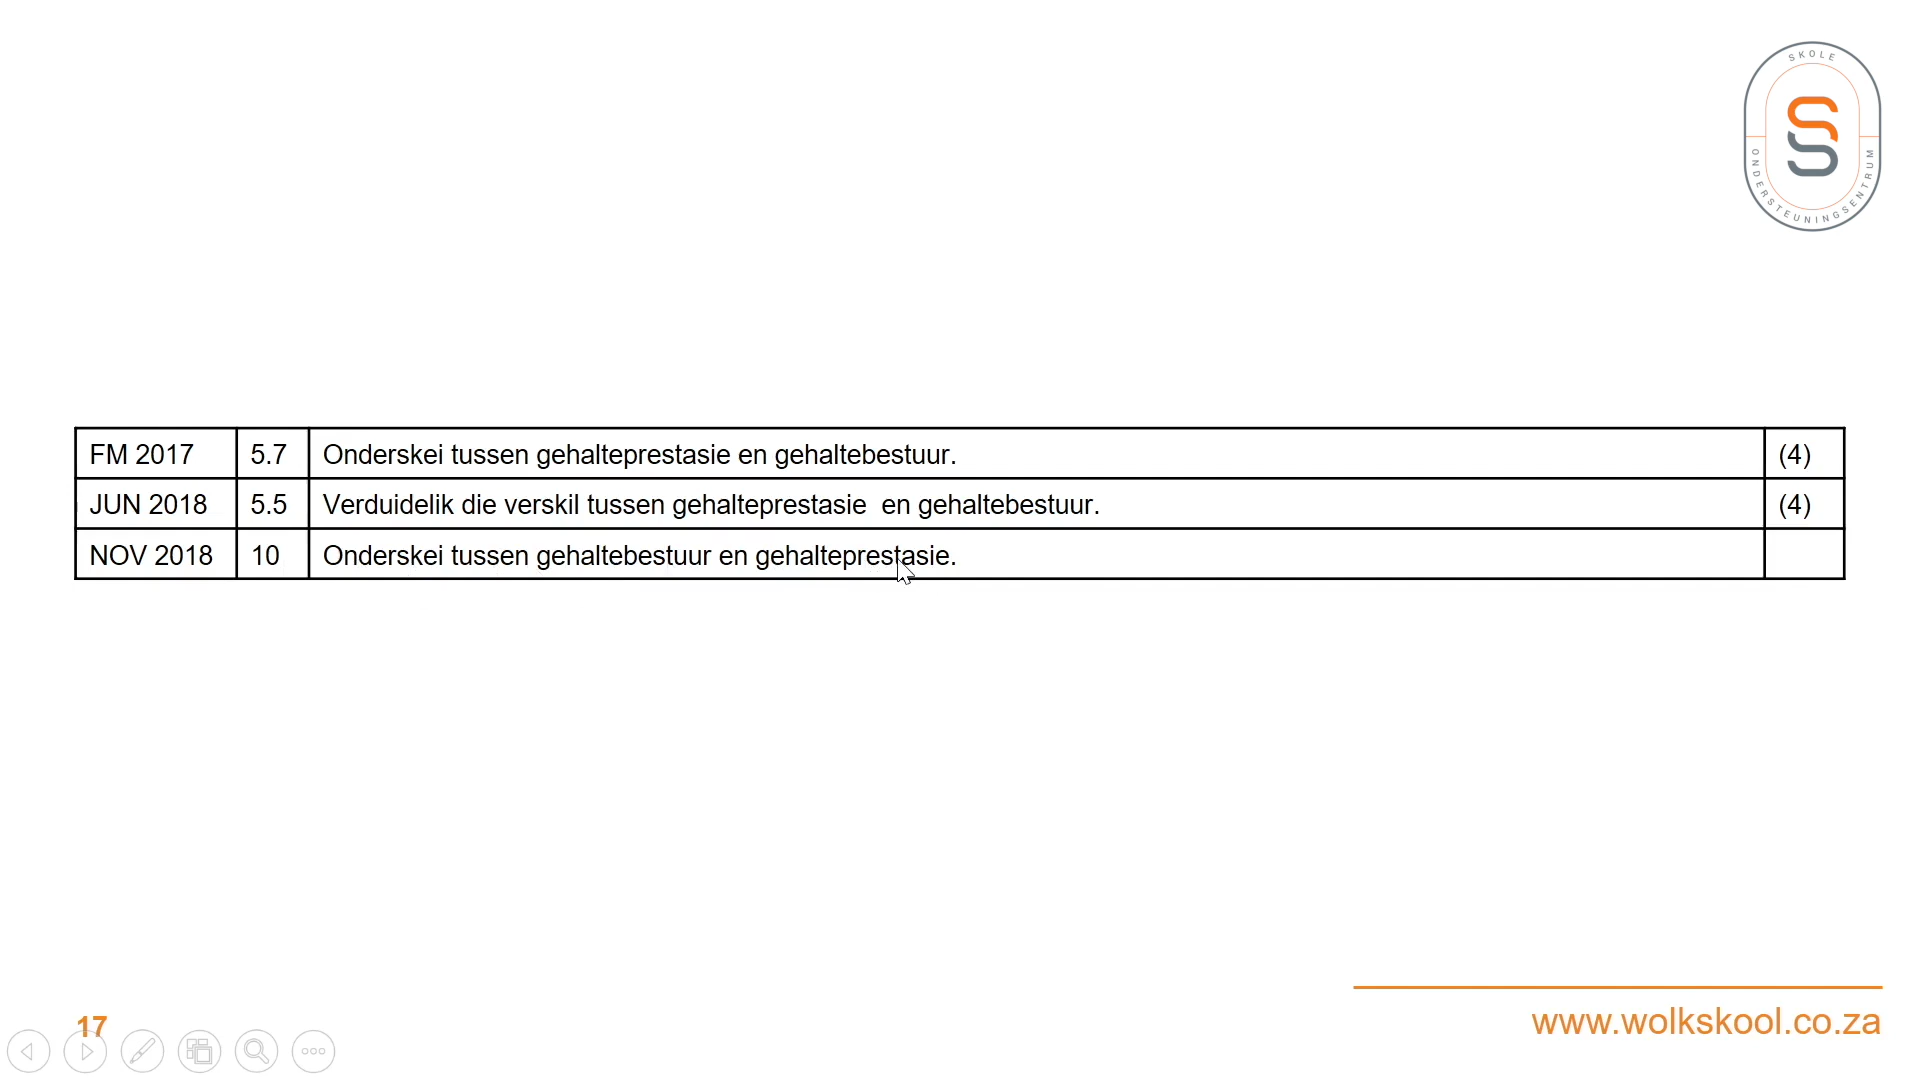 SKOLE
ONDERSTEUNINGSENTRUM
FM 2017 5.7 Onderskei tussen gehalteprestasie en gehaltebestuur. (4)
JUN 2018 5.5 Verduidelik die verskil tussen gehalteprestasie en gehaltebestuur. (4)
NOV 2018 10 Onderskei tussen gehaltebestuur en gehalteprestasie.
17
www.wolkskool.co.za